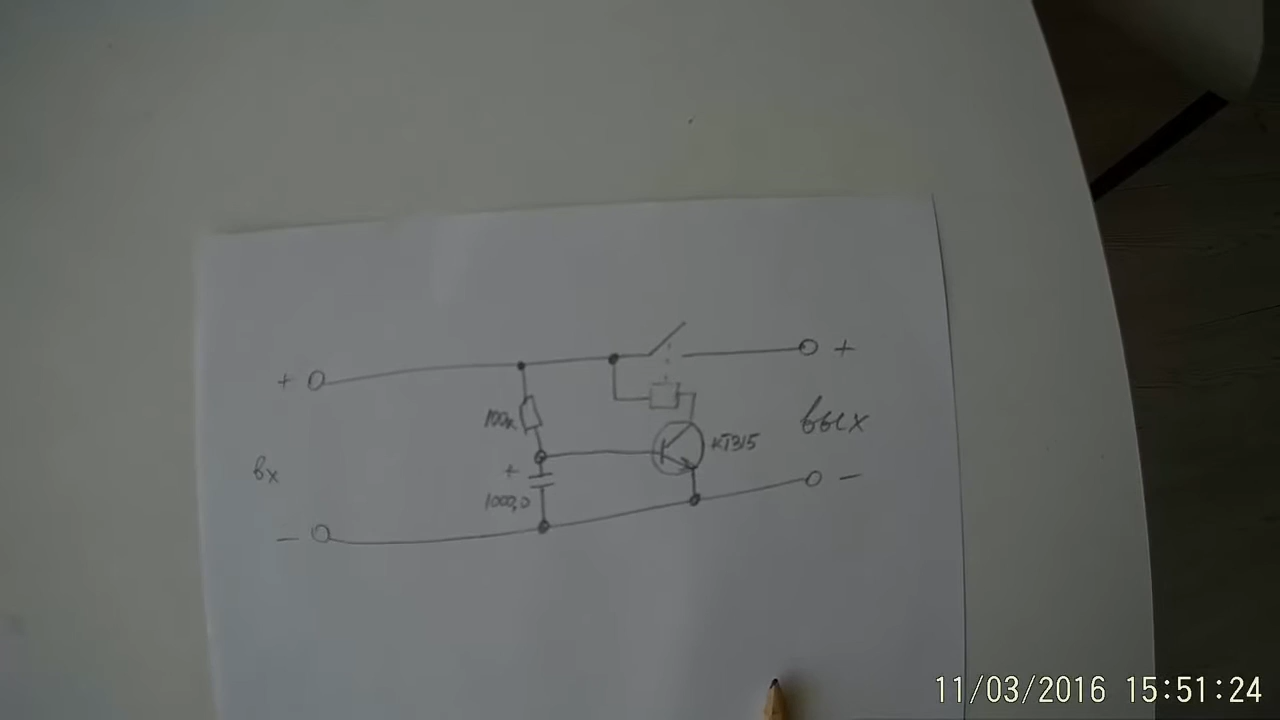 + +
100к КТ315 вых
вх +
1000,0 −
−
11/03/2016 15:51:24